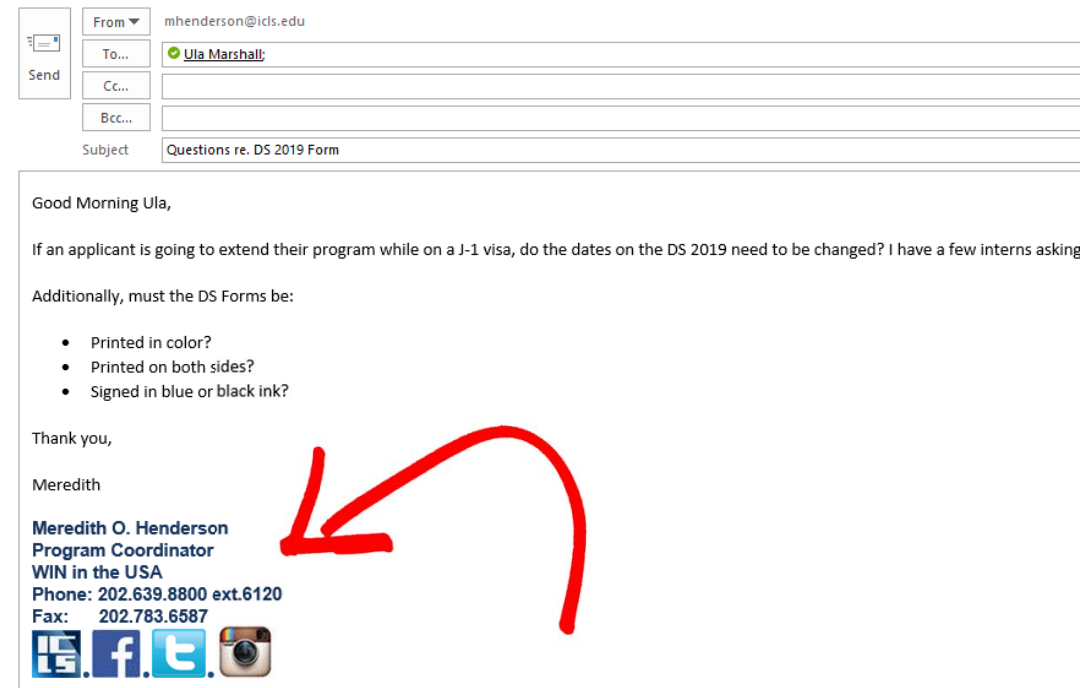 From mhenderson@icls.edu
To... Ula Marshall;
Send
Cc...
Bcc...
Subject Questions re. DS 2019 Form
Good Morning Ula,
If an applicant is going to extend their program while on a J-1 visa, do the dates on the DS 2019 need to be changed? I have a few interns asking
Additionally, must the DS Forms be:
• Printed in color?
• Printed on both sides?
• Signed in blue or black ink?
Thank you,
Meredith
Meredith O. Henderson
Program Coordinator
WIN in the USA
Phone: 202.639.8800 ext.6120
Fax: 202.783.6587
ICLS